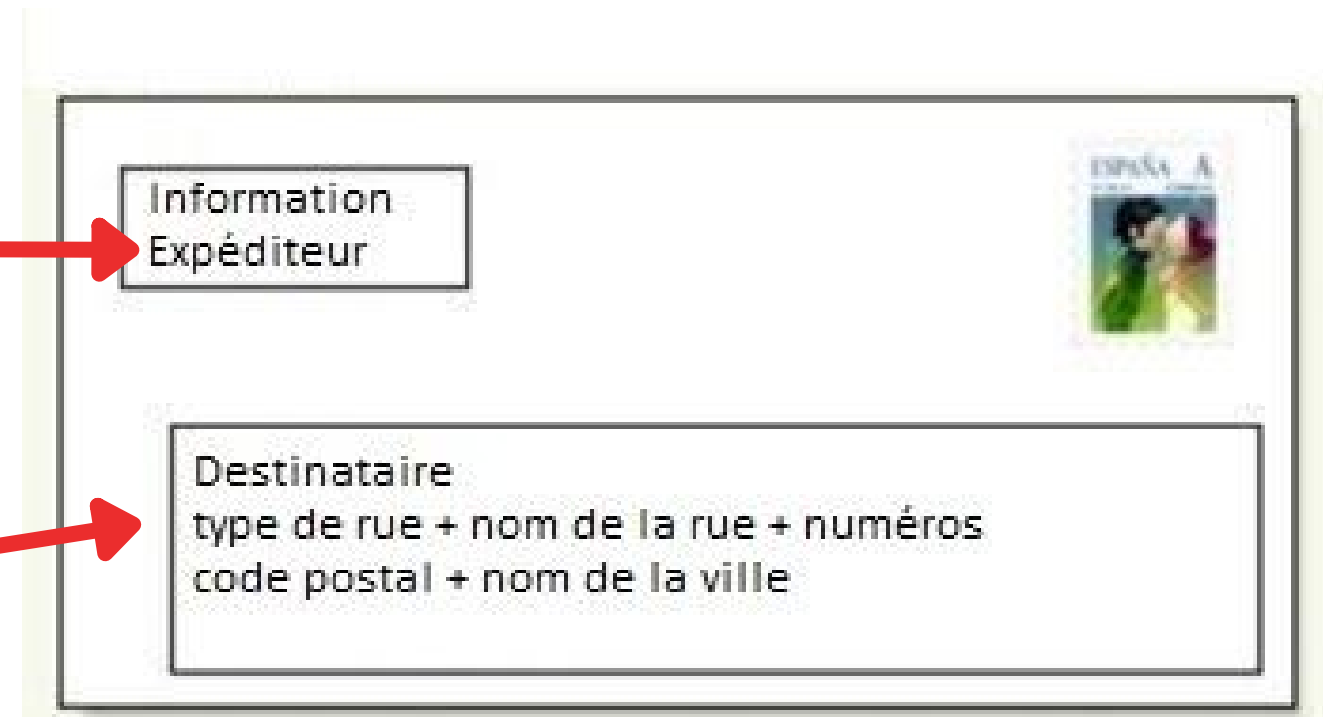 Information
Expéditeur
ESPAÑA A
Destinataire
type de rue + nom de la rue + numéros
code postal + nom de la ville